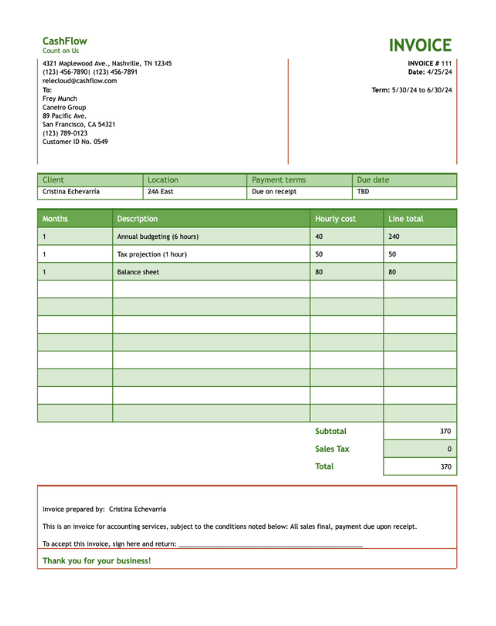 CashFlow
INVOICE
Count on Us
4321 Maplewood Ave., Nashville, TN 12345
INVOICE # 111
(123) 456-7890| (123) 456-7891
Date: 4/25/24
relecloud@cashflow.com
To:
Term: 5/30/24 to 6/30/24
Frey Munch
Caneiro Group
89 Pacific Ave.
San Francisco, CA 54321
(123) 789-0123
Customer ID No. 0549
Client Location Payment terms Due date
Cristina Echevarría 24A East Due on receipt TBD
Months Description Hourly cost Line total
1 Annual budgeting (6 hours) 40 240
1 Tax projection (1 hour) 50 50
1 Balance sheet 80 80
Subtotal 370
Sales Tax 0
Total 370
Invoice prepared by: Cristina Echevarría
This is an invoice for accounting services, subject to the conditions noted below: All sales final, payment due upon receipt.
To accept this invoice, sign here and return:
Thank you for your business!